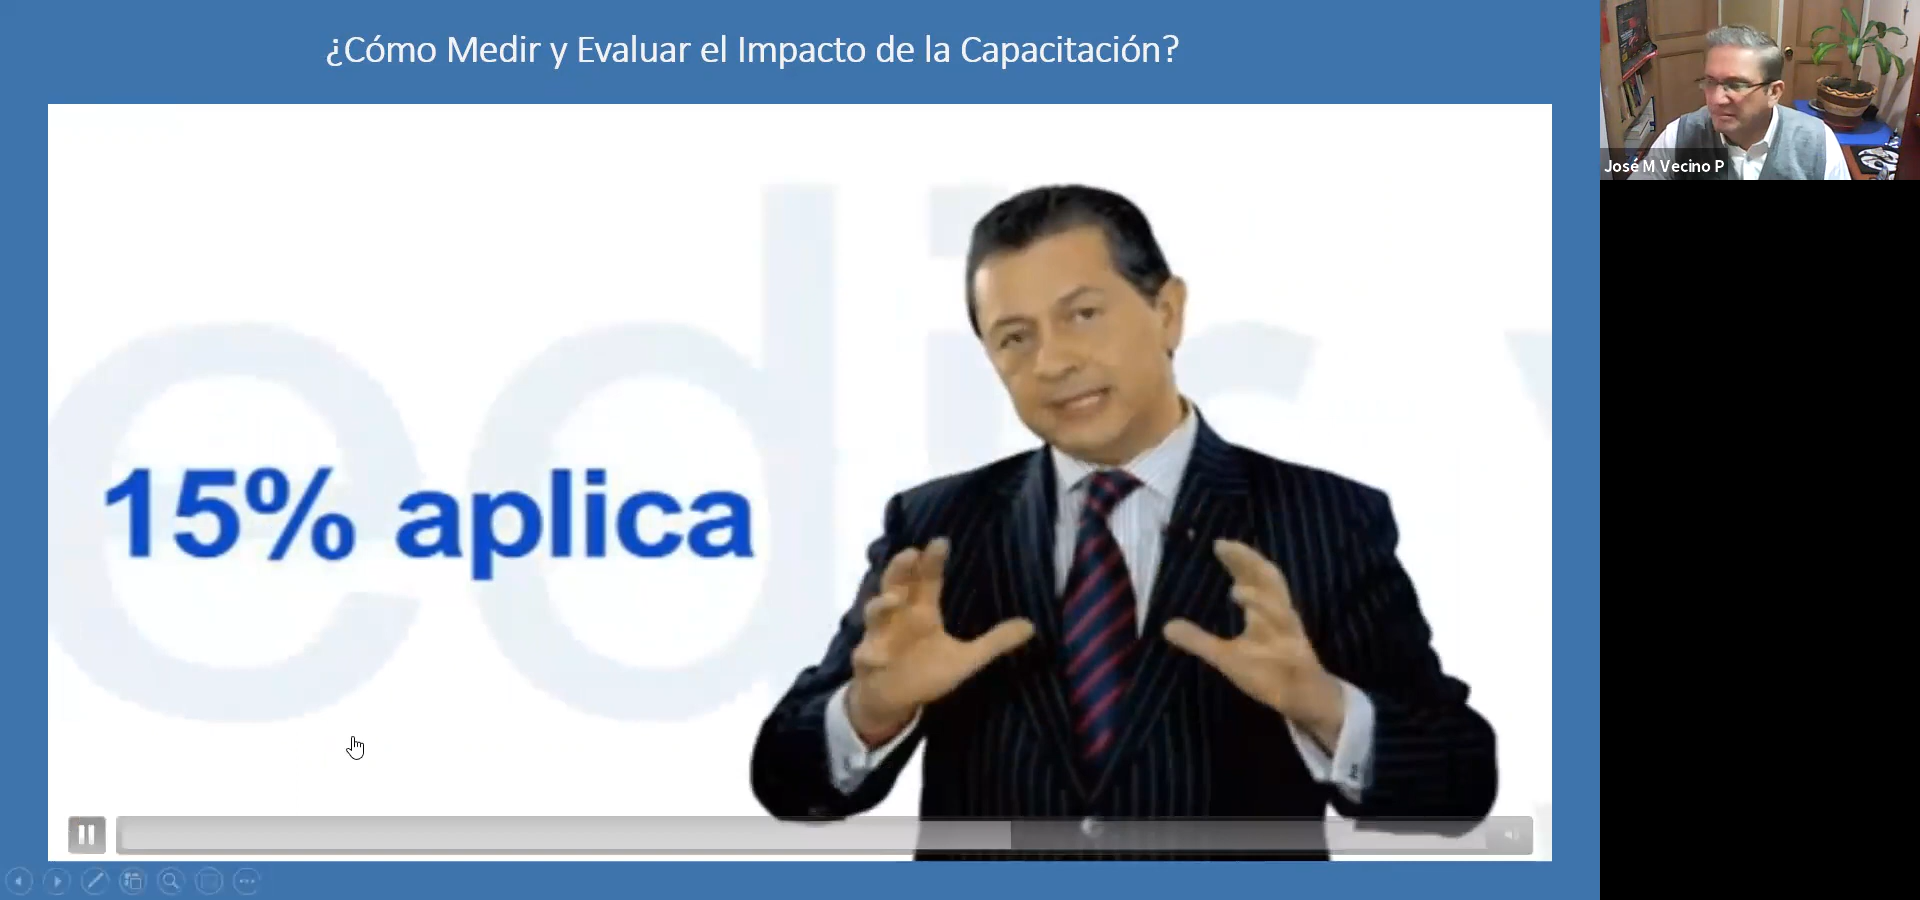 ¿Cómo Medir y Evaluar el Impacto de la Capacitación?
José M Vecino P
15% aplica